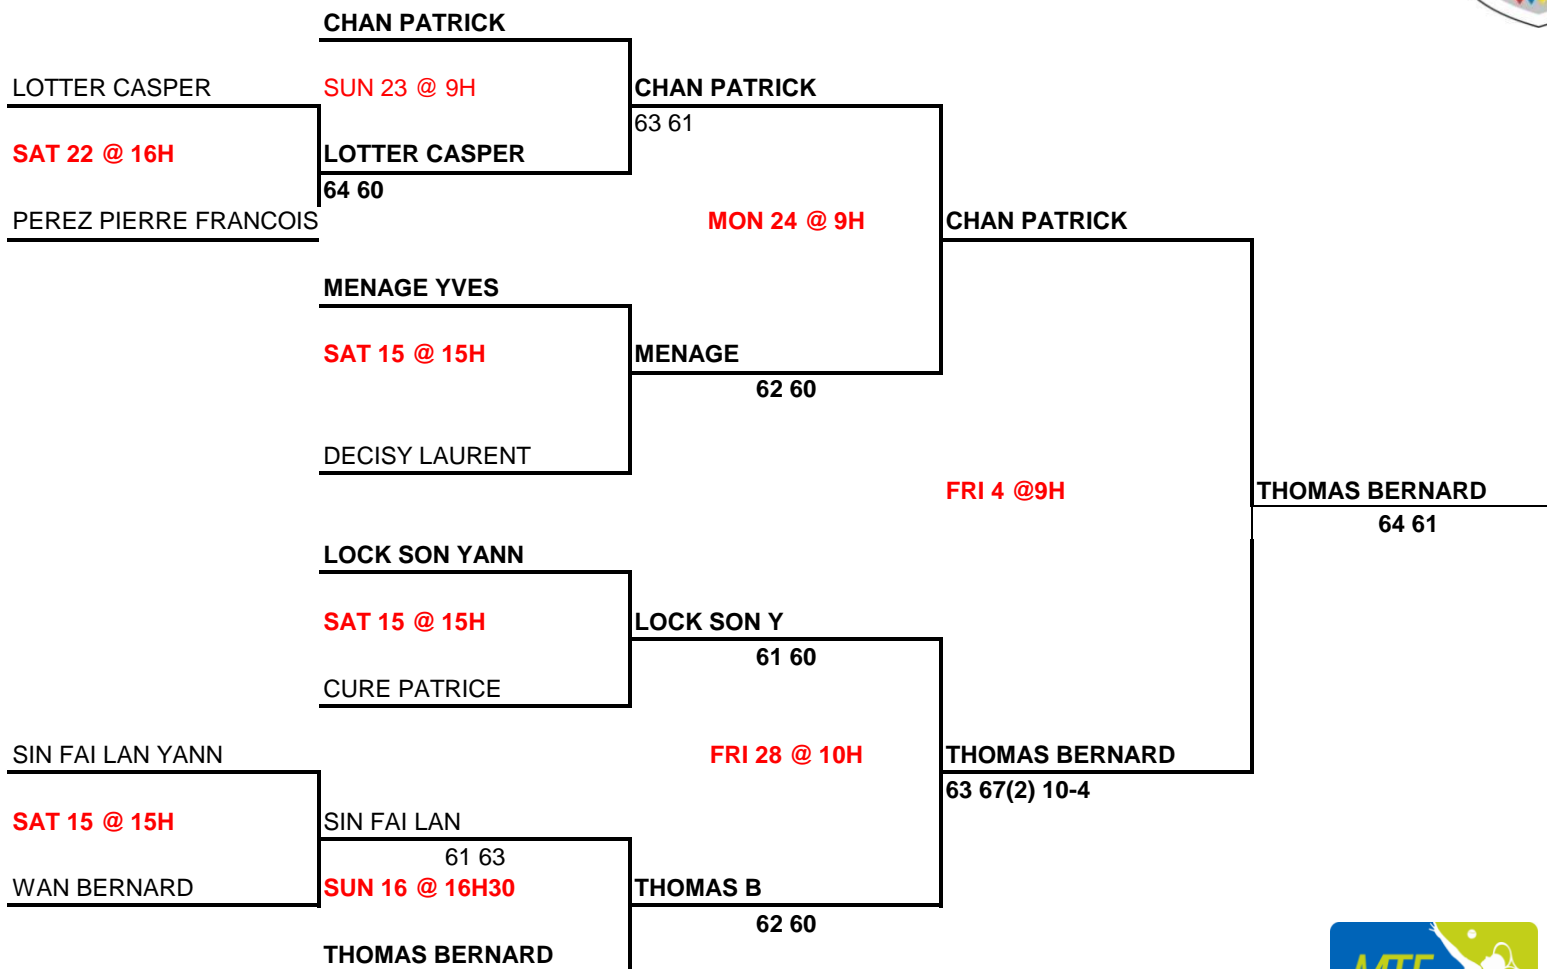 CHAN PATRICK
LOTTER CASPER
SUN 23 @ 9H
CHAN PATRICK
63 61
SAT 22 @ 16H
LOTTER CASPER
64 60
PEREZ PIERRE FRANCOIS
MON 24 @ 9H
CHAN PATRICK
MENAGE YVES
SAT 15 @ 15H
MENAGE
62 60
DECISY LAURENT
FRI 4 @9H
THOMAS BERNARD
64 61
LOCK SON YANN
SAT 15 @ 15H
LOCK SON Y
61 60
CURE PATRICE
SIN FAI LAN YANN
FRI 28 @ 10H
THOMAS BERNARD
63 67(2) 10-4
SAT 15 @ 15H
SIN FAI LAN
61 63
WAN BERNARD
SUN 16 @ 16H30
THOMAS B
62 60
THOMAS BERNARD
MTF